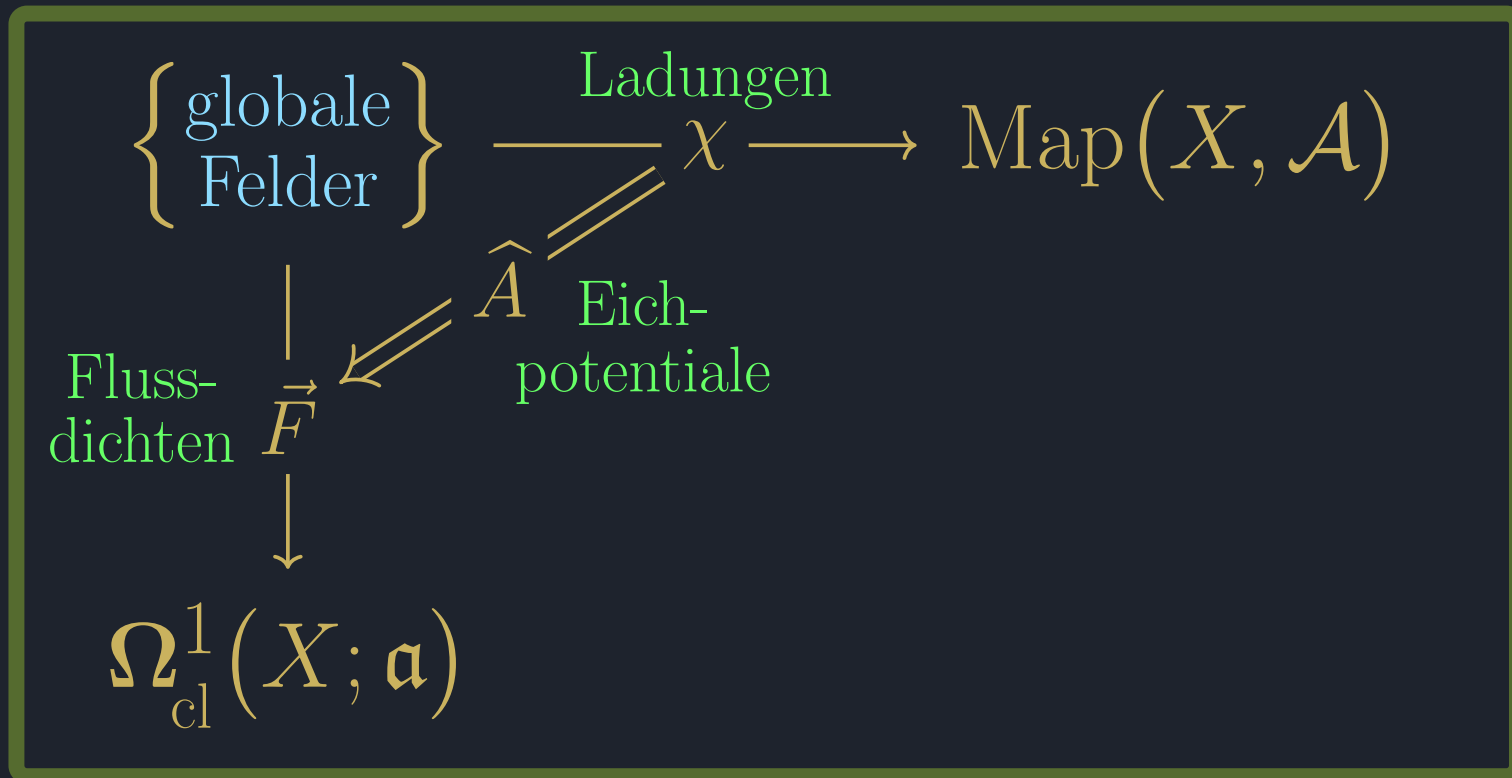 Ladungen
{globale
Felder}
χ
Map(X, 𝒜)
Â
Eich-
potentiale
Fluss-
dichten
F⃗
Ω¹_cl(X; 𝔞)